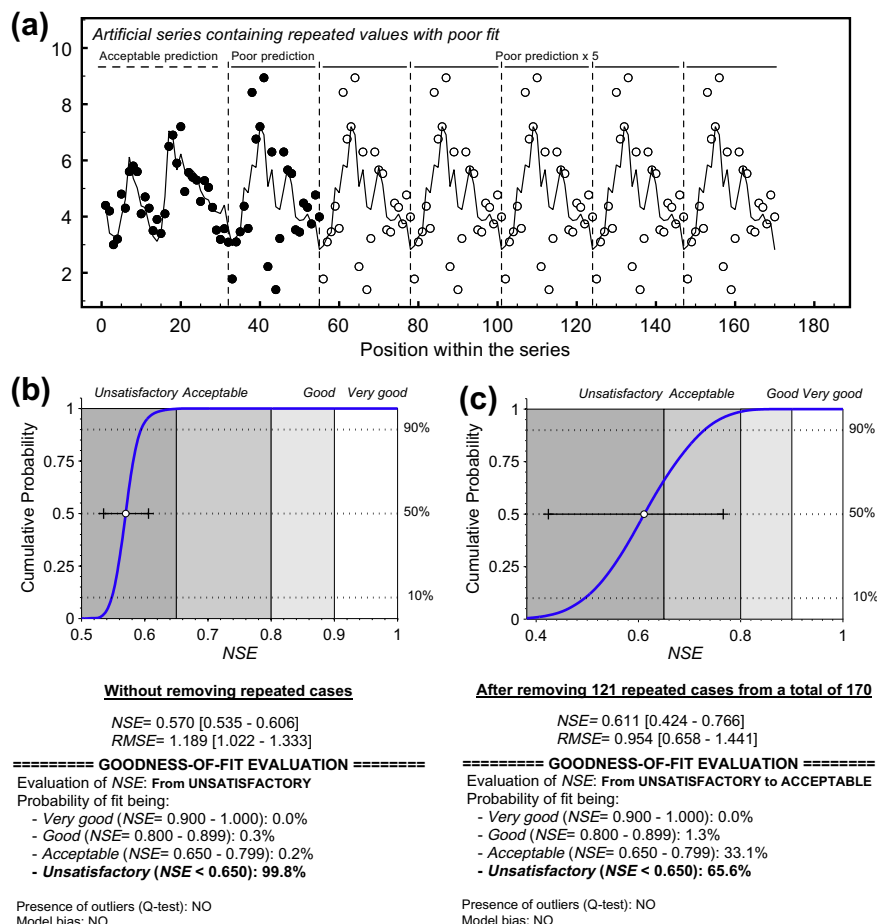 (a)
Artificial series containing repeated values with poor fit
Acceptable prediction Poor prediction Poor prediction x 5
10
8
6
4
2
0 20 40 60 80 100 120 140 160 180
Position within the series
(b)
Unsatisfactory Acceptable Good Very good
Cumulative Probability
1
0.75
0.5
0.25
0
90%
50%
10%
0.5 0.6 0.7 0.8 0.9 1
NSE
Without removing repeated cases
NSE= 0.570 [0.535 - 0.606]
RMSE= 1.189 [1.022 - 1.333]
========= GOODNESS-OF-FIT EVALUATION ========
Evaluation of NSE: From UNSATISFACTORY
Probability of fit being:
- Very good (NSE= 0.900 - 1.000): 0.0%
- Good (NSE= 0.800 - 0.899): 0.3%
- Acceptable (NSE= 0.650 - 0.799): 0.2%
- Unsatisfactory (NSE < 0.650): 99.8%
Presence of outliers (Q-test): NO
Model bias: NO
(c)
Unsatisfactory Acceptable Good Very good
Cumulative Probability
1
0.75
0.5
0.25
0
90%
50%
10%
0.4 0.6 0.8 1
NSE
After removing 121 repeated cases from a total of 170
NSE= 0.611 [0.424 - 0.766]
RMSE= 0.954 [0.658 - 1.441]
========= GOODNESS-OF-FIT EVALUATION ========
Evaluation of NSE: From UNSATISFACTORY to ACCEPTABLE
Probability of fit being:
- Very good (NSE= 0.900 - 1.000): 0.0%
- Good (NSE= 0.800 - 0.899): 1.3%
- Acceptable (NSE= 0.650 - 0.799): 33.1%
- Unsatisfactory (NSE < 0.650): 65.6%
Presence of outliers (Q-test): NO
Model bias: NO